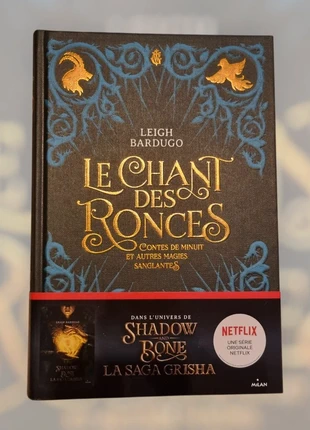 LEIGH
BARDUGO
LE CHANT
DES
RONCES
CONTES DE MINUIT
ET AUTRES MAGIES
SANGLANTES
DANS L'UNIVERS DE
SHADOW
AND
BONE
LA SAGA GRISHA
NETFLIX
UNE SÉRIE
ORIGINALE
NETFLIX
MILAN